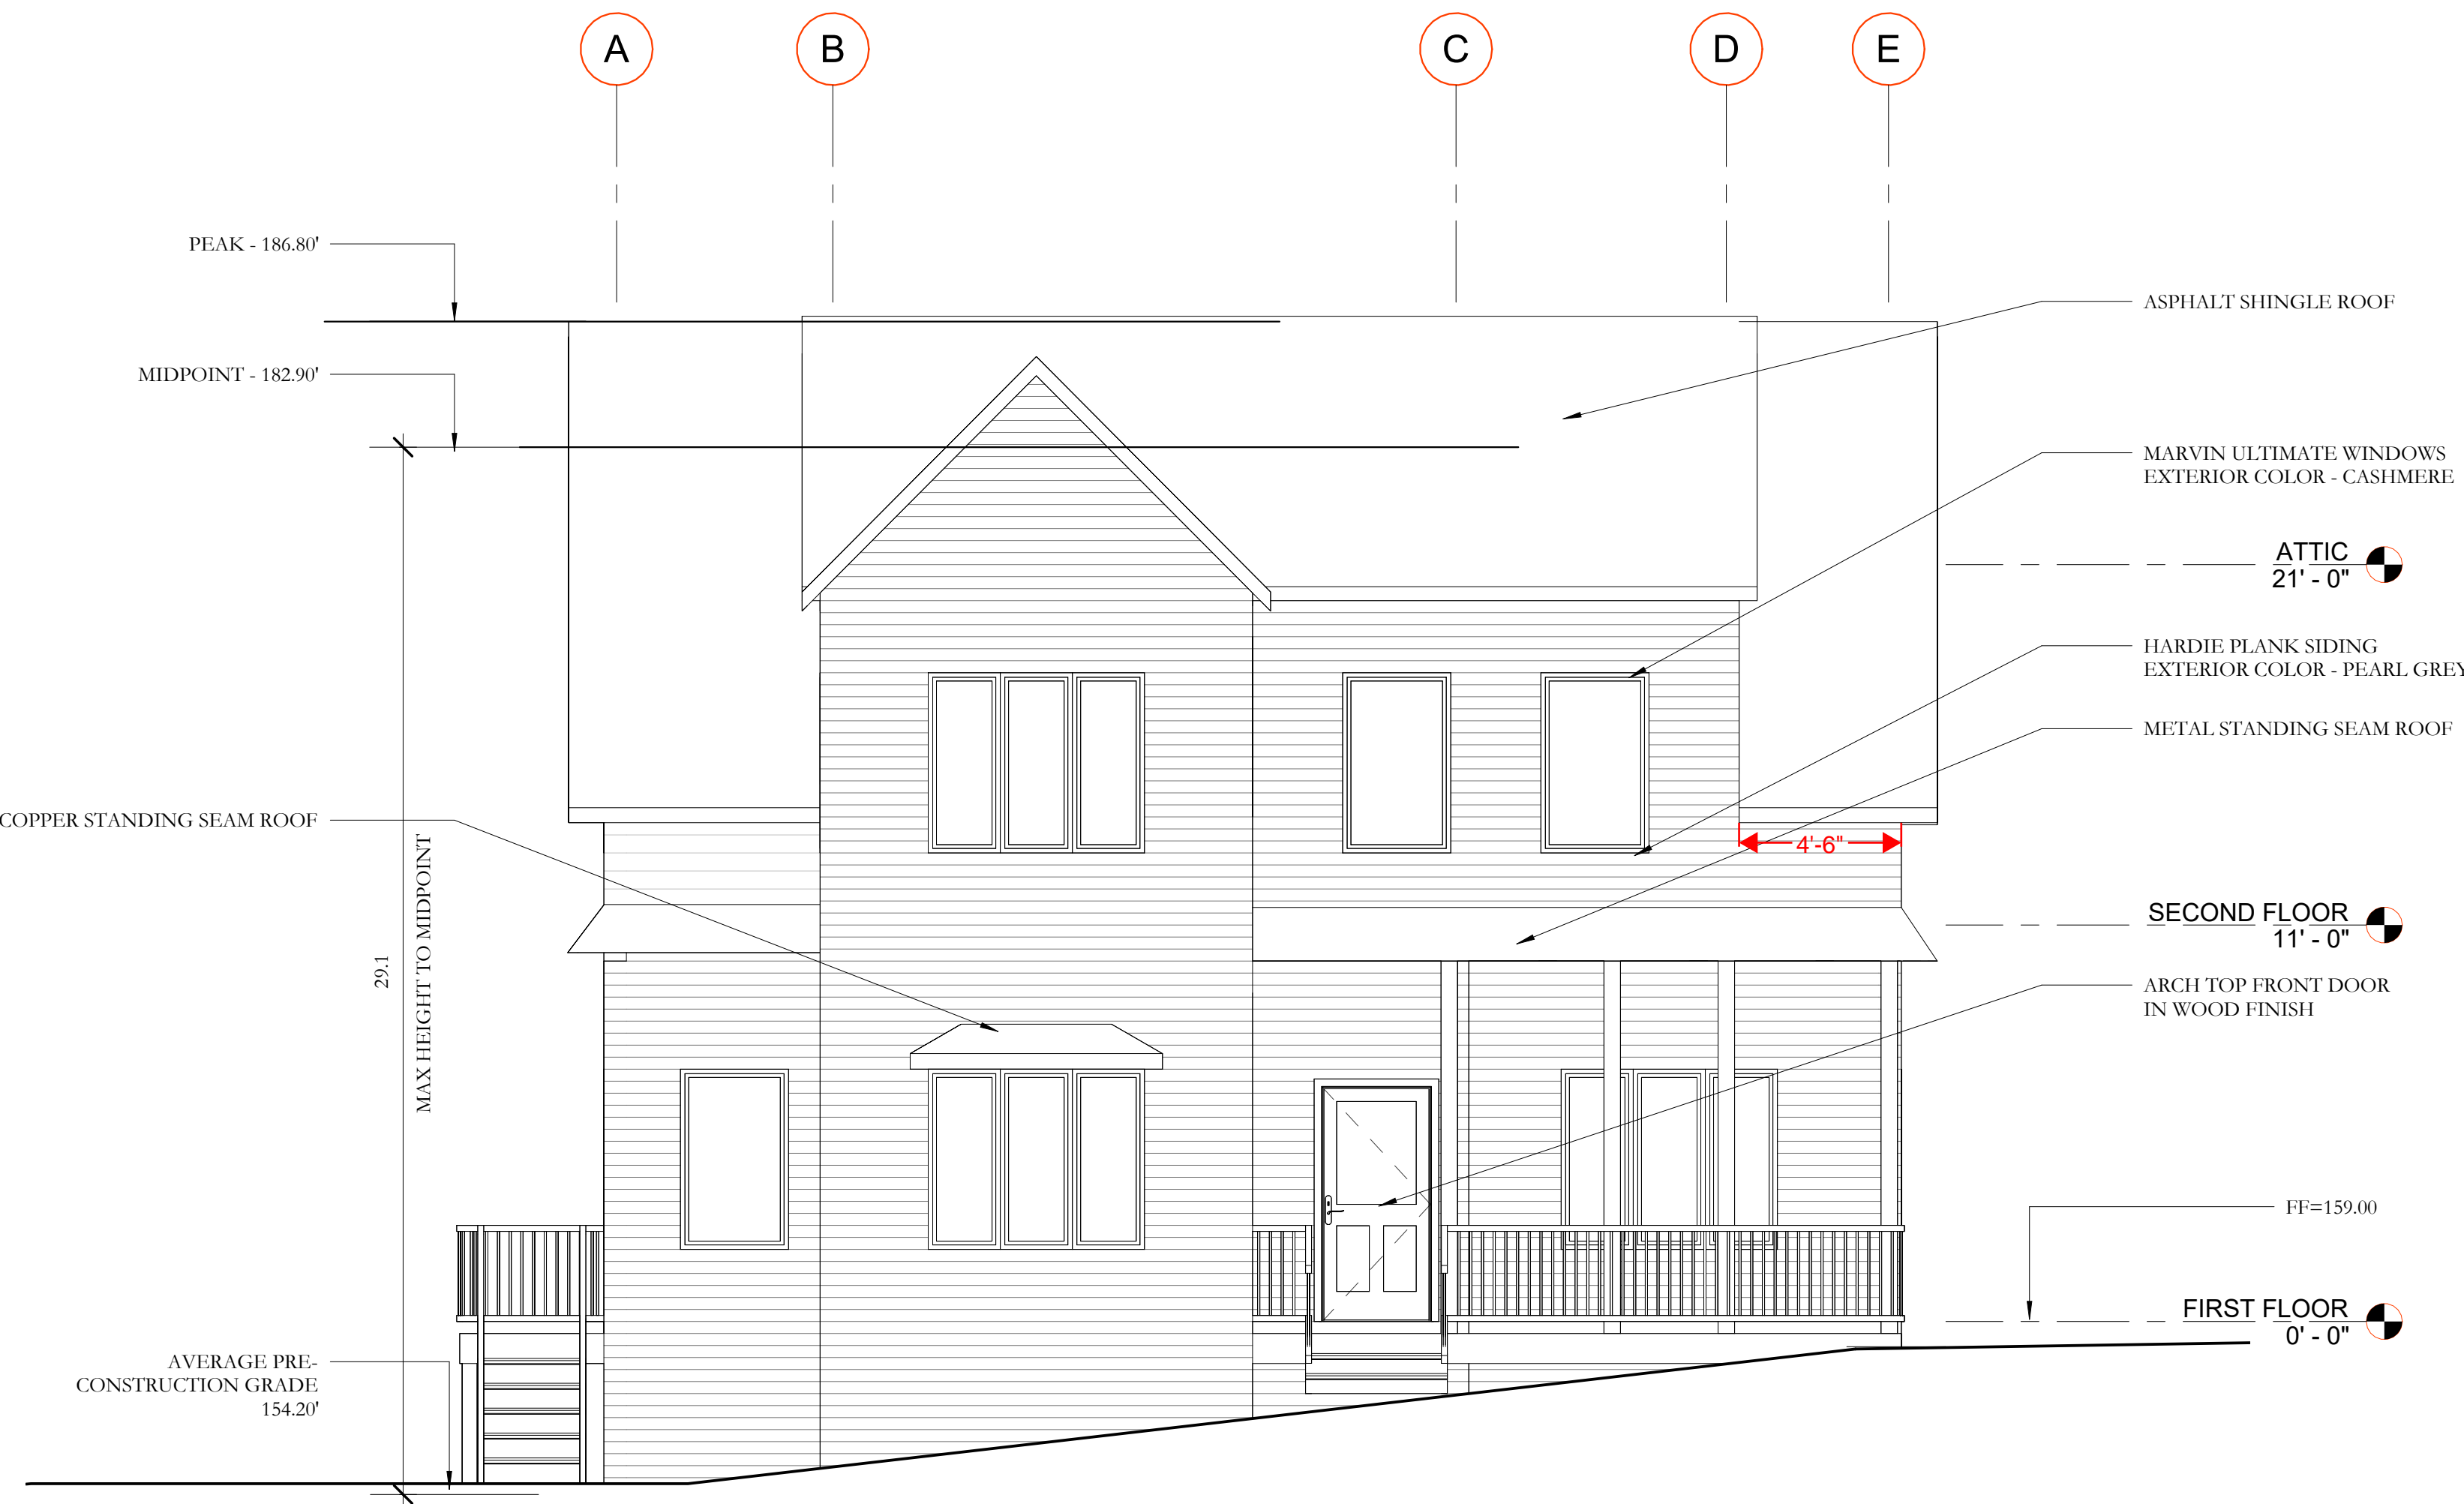 A B C D E
PEAK - 186.80'
ASPHALT SHINGLE ROOF
MIDPOINT - 182.90'
MARVIN ULTIMATE WINDOWS
EXTERIOR COLOR - CASHMERE
ATTIC
21' - 0"
HARDIE PLANK SIDING
EXTERIOR COLOR - PEARL GREY
METAL STANDING SEAM ROOF
COPPER STANDING SEAM ROOF
4'-6"
SECOND FLOOR
11' - 0"
29.1
MAX HEIGHT TO MIDPOINT
ARCH TOP FRONT DOOR
IN WOOD FINISH
FF=159.00
FIRST FLOOR
0' - 0"
AVERAGE PRE-
CONSTRUCTION GRADE
154.20'